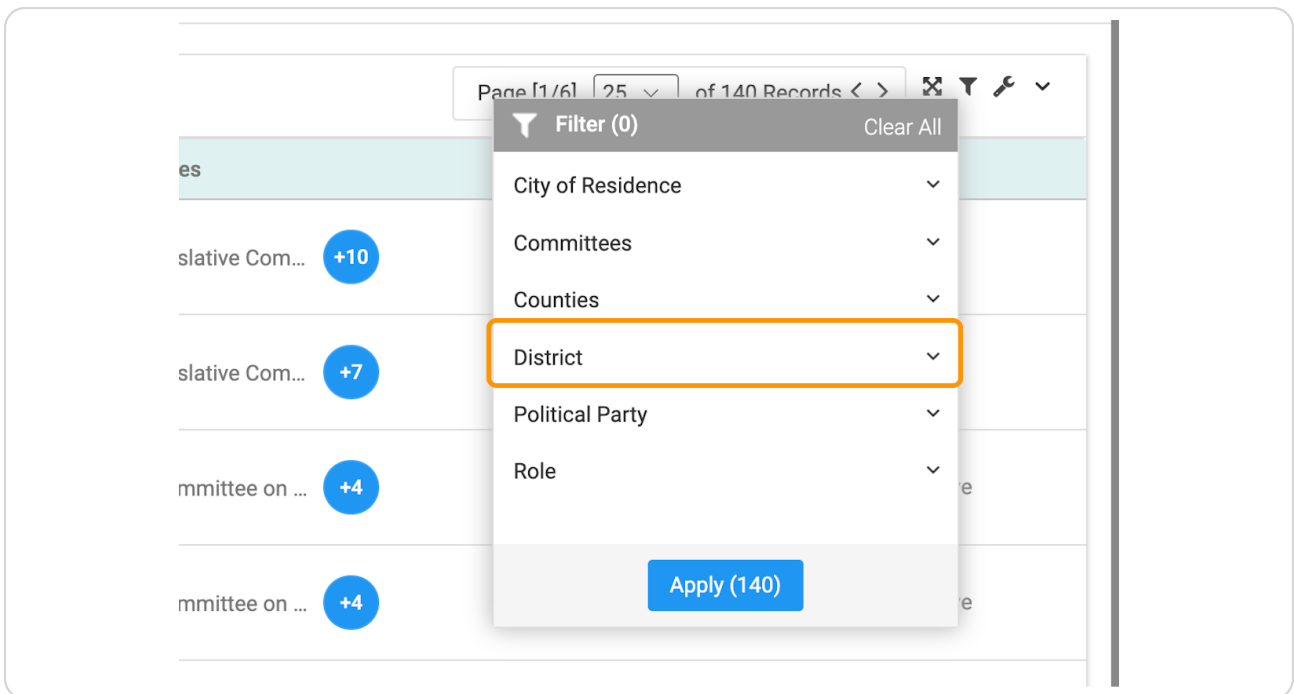 Page [1/6] 25 of 140 Records
Filter (0) Clear All
es
City of Residence
Committees
slative Com... +10
Counties
District
slative Com... +7
Political Party
Role
mmittee on ... +4 e
Apply (140)
mmittee on ... +4 e